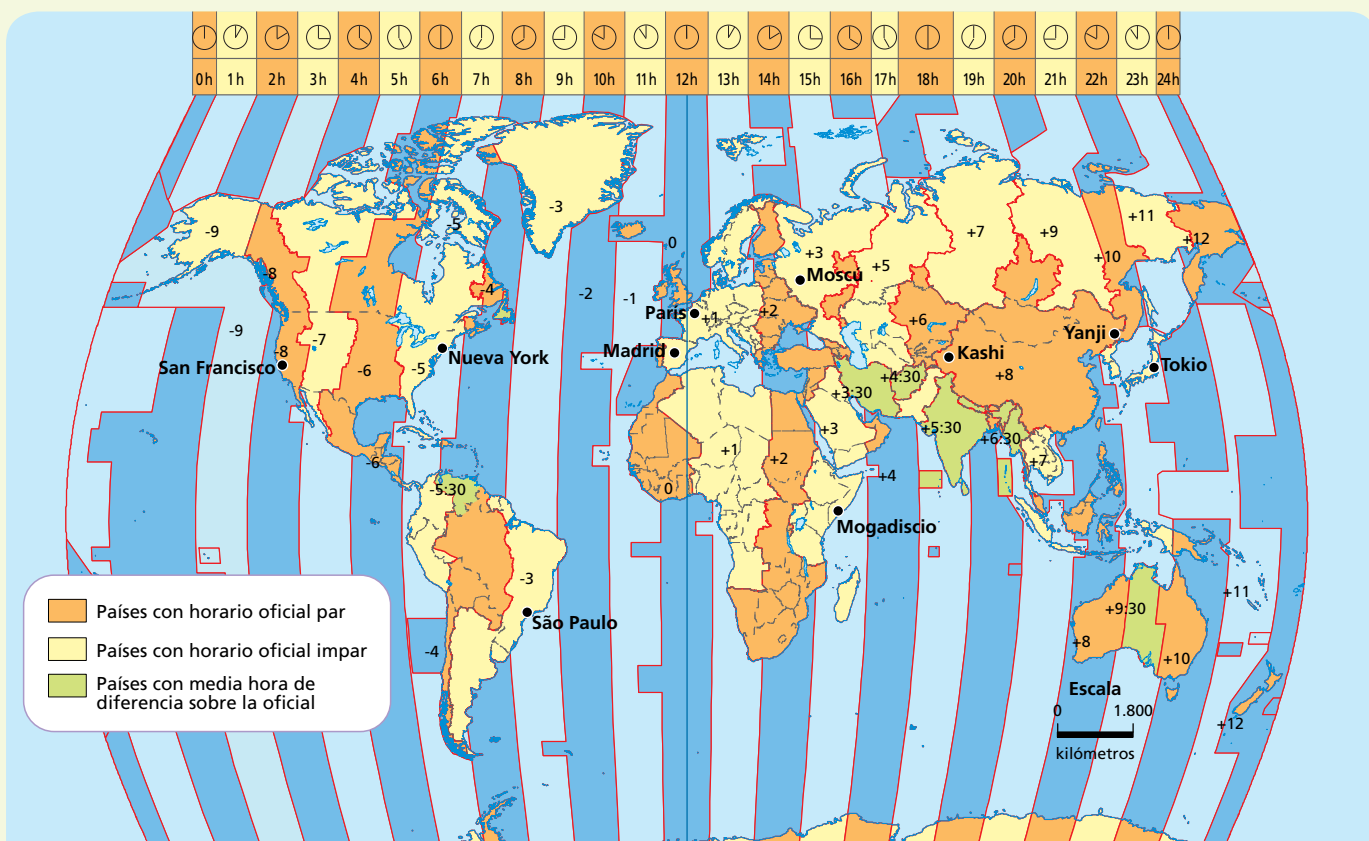 0h 1h 2h 3h 4h 5h 6h 7h 8h 9h 10h 11h 12h 13h 14h 15h 16h 17h 18h 19h 20h 21h 22h 23h 24h
-9
-8
-5
-3
0
-2
-1
-4
+3
+5
+7
+9
+10
+11
+12
Moscú
París
+1
+2
+6
Yanji
Kashi
+8
Tokio
Madrid
-9
-8
-7
-6
-5
San Francisco
Nueva York
+3:30
+4:30
+5:30
+6:30
+3
+1
+2
+4
+7
0
-6
-5:30
Mogadiscio
-3
São Paulo
-4
+9:30
+8
+10
+11
+12
Países con horario oficial par
Países con horario oficial impar
Países con media hora de
diferencia sobre la oficial
Escala
0 1.800
kilómetros